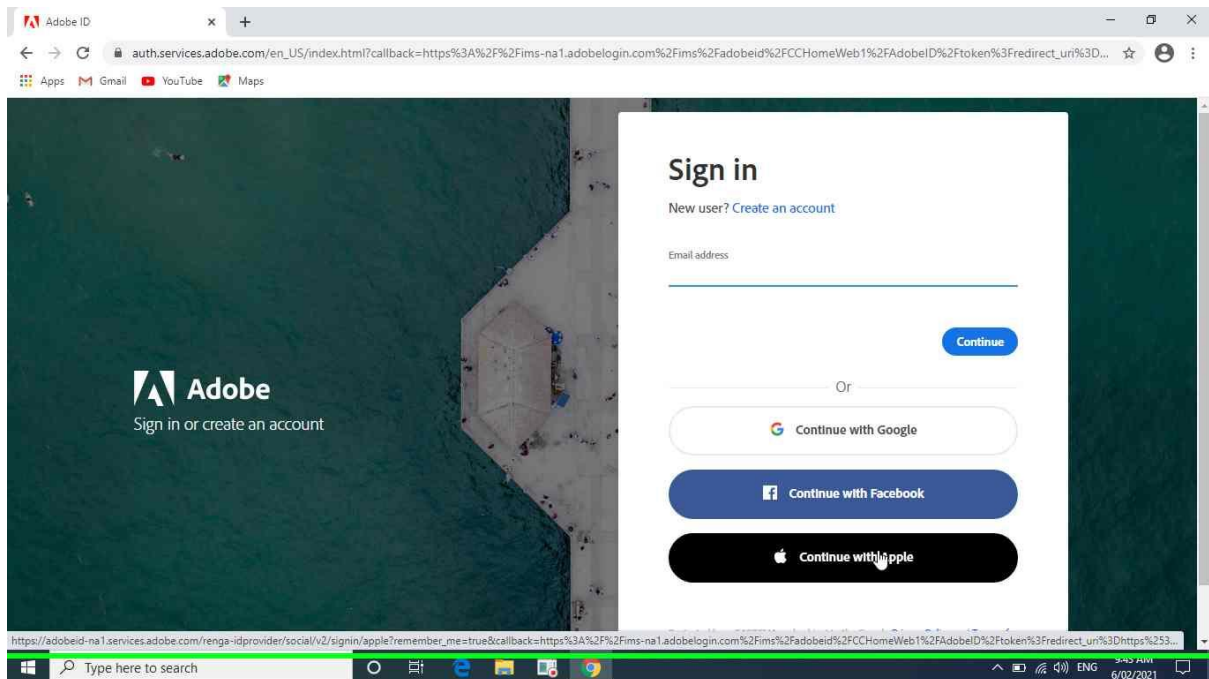 Adobe ID
auth.services.adobe.com/en_US/index.html?callback=https%3A%2F%2Fims-na1.adobelogin.com%2Fims%2Fadobeid%2FCCHomeWeb1%2FAdobeID%2Ftoken%3Fredirect_uri%3D...
Apps Gmail YouTube Maps
Sign in
New user? Create an account
Email address
Continue
Or
Adobe
Sign in or create an account
Continue with Google
Continue with Facebook
Continue with Apple
https://adobeid-na1.services.adobe.com/renga-idprovider/social/v2/signin/apple?remember_me=true&callback=https%3A%2F%2Fims-na1.adobelogin.com%2Fims%2Fadobeid%2FCCHomeWeb1%2FAdobeID%2Ftoken%3Fredirect_uri%3Dhttps%253...
Type here to search
ENG
9:43 AM
6/02/2021